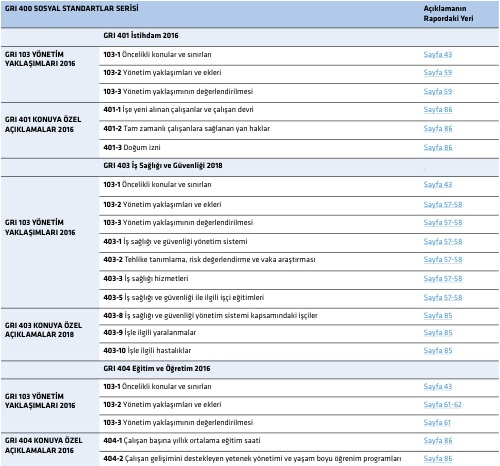 GRI 400 SOSYAL STANDARTLAR SERİSİ
Açıklamanın
Rapordaki Yeri
GRI 401 İstihdam 2016
GRI 103 YÖNETİM
YAKLAŞIMLARI 2016
103-1 Öncelikli konular ve sınırları Sayfa 43
103-2 Yönetim yaklaşımları ve ekleri Sayfa 59
103-3 Yönetim yaklaşımının değerlendirilmesi Sayfa 59
GRI 401 KONUYA ÖZEL
AÇIKLAMALAR 2016
401-1 İşe yeni alınan çalışanlar ve çalışan devri Sayfa 86
401-2 Tam zamanlı çalışanlara sağlanan yan haklar Sayfa 86
401-3 Doğum izni Sayfa 86
GRI 403 İş Sağlığı ve Güvenliği 2018
GRI 103 YÖNETİM
YAKLAŞIMLARI 2016
103-1 Öncelikli konular ve sınırları Sayfa 43
103-2 Yönetim yaklaşımları ve ekleri Sayfa 57-58
103-3 Yönetim yaklaşımının değerlendirilmesi Sayfa 57-58
403-1 İş sağlığı ve güvenliği yönetim sistemi Sayfa 57-58
403-2 Tehlike tanımlama, risk değerlendirme ve vaka araştırması Sayfa 57-58
403-3 İş sağlığı hizmetleri Sayfa 57-58
403-5 İş sağlığı ve güvenliği ile ilgili işçi eğitimleri Sayfa 57-58
GRI 403 KONUYA ÖZEL
AÇIKLAMALAR 2018
403-8 İş sağlığı ve güvenliği yönetim sistemi kapsamındaki işçiler Sayfa 85
403-9 İşle ilgili yaralanmalar Sayfa 85
403-10 İşle ilgili hastalıklar Sayfa 85
GRI 404 Eğitim ve Öğretim 2016
GRI 103 YÖNETİM
YAKLAŞIMLARI 2016
103-1 Öncelikli konular ve sınırları Sayfa 43
103-2 Yönetim yaklaşımları ve ekleri Sayfa 61-62
103-3 Yönetim yaklaşımının değerlendirilmesi Sayfa 61
GRI 404 KONUYA ÖZEL
AÇIKLAMALAR 2016
404-1 Çalışan başına yıllık ortalama eğitim saati Sayfa 86
404-2 Çalışan gelişimini destekleyen yetenek yönetimi ve yaşam boyu öğrenim programları Sayfa 86